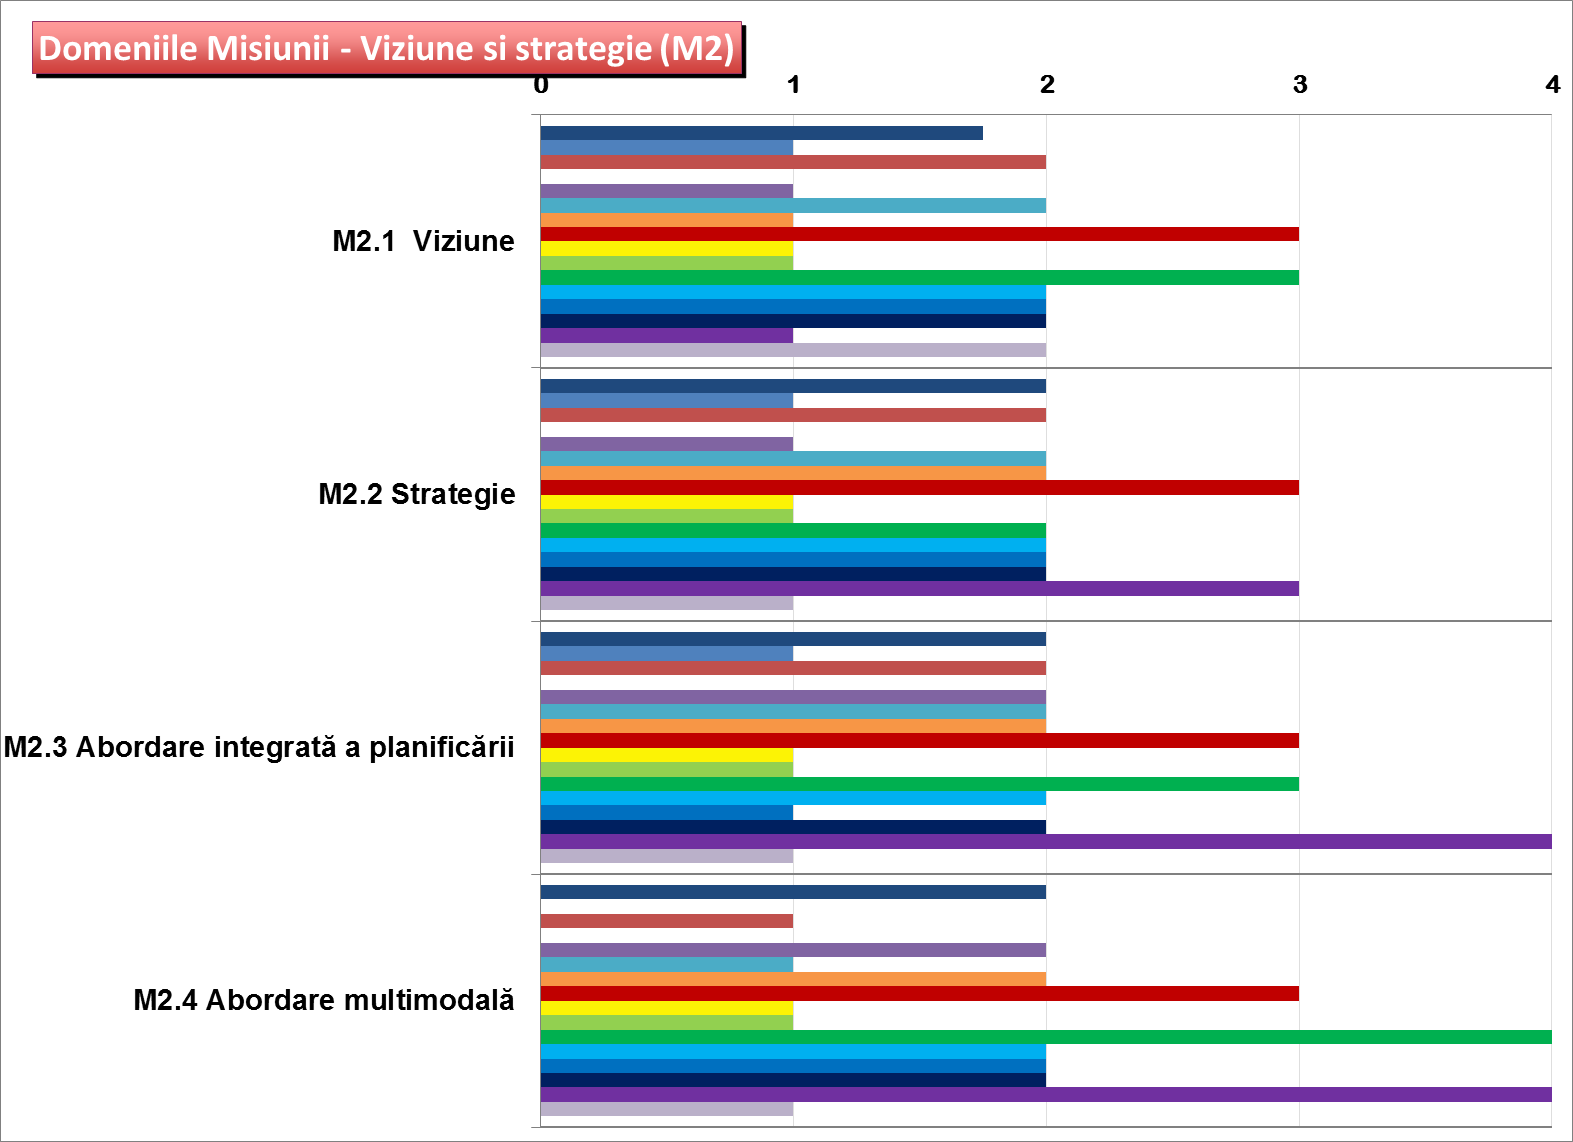 Domeniile Misiunii - Viziune si strategie (M2)
0 1 2 3 4
M2.1 Viziune
M2.2 Strategie
M2.3 Abordare integrată a planificării
M2.4 Abordare multimodală